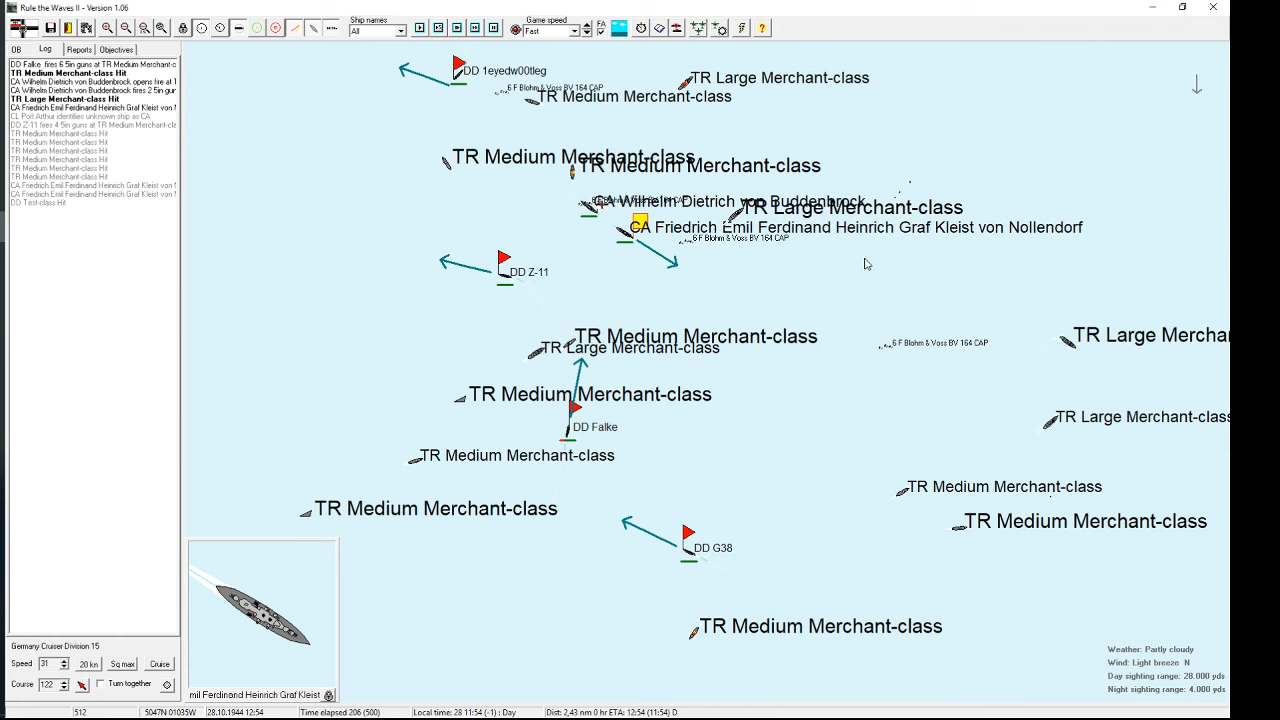 Rule the Waves II - Version 1.06
Ship names
All
FA
Game speed
Fast
OB
Log
Reports
Objectives
DD Falke fires 6 5in guns at TR Medium Merchant-c
TR Medium Merchant-class Hit
CA Wilhelm Dietrich von Buddenbrock opens fire at
CA Wilhelm Dietrich von Buddenbrock fires 2 5in gur
TR Large Merchant-class Hit
CA Friedrich Emil Ferdinand Heinrich Graf Kleist von N
CL Port Arthur identifies unknown ship as CA
DD Z-11 fires 4 5in guns at TR Medium Merchant-cla
TR Medium Merchant-class Hit
TR Medium Merchant-class Hit
TR Medium Merchant-class Hit
TR Medium Merchant-class Hit
TR Medium Merchant-class Hit
TR Medium Merchant-class Hit
CA Friedrich Emil Ferdinand Heinrich Graf Kleist von N
CA Friedrich Emil Ferdinand Heinrich Graf Kleist von N
DD Test-class Hit
DD 1eyedw00tleg
6 F Blohm & Voss BV 164 CAP
TR Large Merchant-class
TR Medium Merchant-class
TR Medium Merchant-class
TR Medium Merchant-class
CA Wilhelm Dietrich von Buddenbrock
TR Large Merchant-class
CA Friedrich Emil Ferdinand Heinrich Graf Kleist von Nollendorf
6 F Blohm & Voss BV 164 CAP
DD Z-11
TR Medium Merchant-class
TR Large Merchant-class
6 F Blohm & Voss BV 164 CAP
TR Large Merchan
TR Medium Merchant-class
DD Falke
TR Large Merchant-class
TR Medium Merchant-class
TR Medium Merchant-class
TR Medium Merchant-class
TR Medium Merchant-class
DD G38
TR Medium Merchant-class
Germany Cruiser Division 15
Speed 31 20 kn Sq max Cruise
Course 122 Turn together
mil Ferdinand Heinrich Graf Kleist
Weather: Partly cloudy
Wind: Light breeze N
Day sighting range: 28.000 yds
Night sighting range: 4.000 yds
512
5047N 01035W
28.10.1944 12:54
Time elapsed 206 (500)
Local time: 28 11:54 (-1) : Day
Dist: 2,43 nm 0 hr ETA: 12:54 (11:54) D